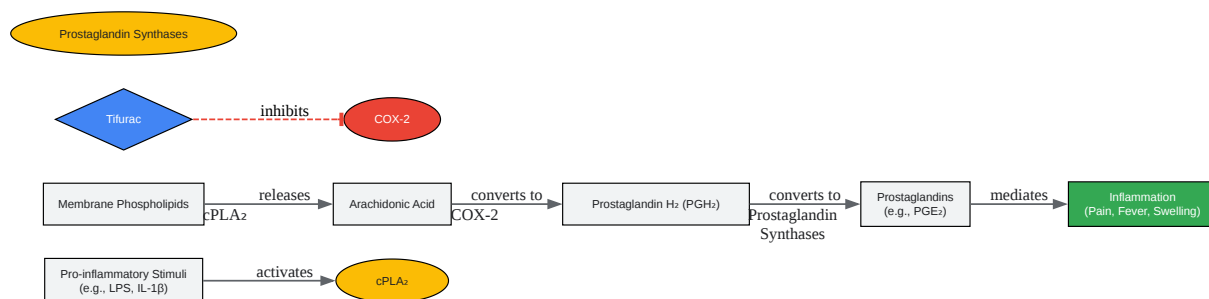 Prostaglandin Synthases
Tifurac
inhibits
COX-2
Membrane Phospholipids
releases
cPLA₂
Arachidonic Acid
converts to
COX-2
Prostaglandin H₂ (PGH₂)
converts to
Prostaglandin
Synthases
Prostaglandins
(e.g., PGE₂)
mediates
Inflammation
(Pain, Fever, Swelling)
Pro-inflammatory Stimuli
(e.g., LPS, IL-1β)
activates
cPLA₂